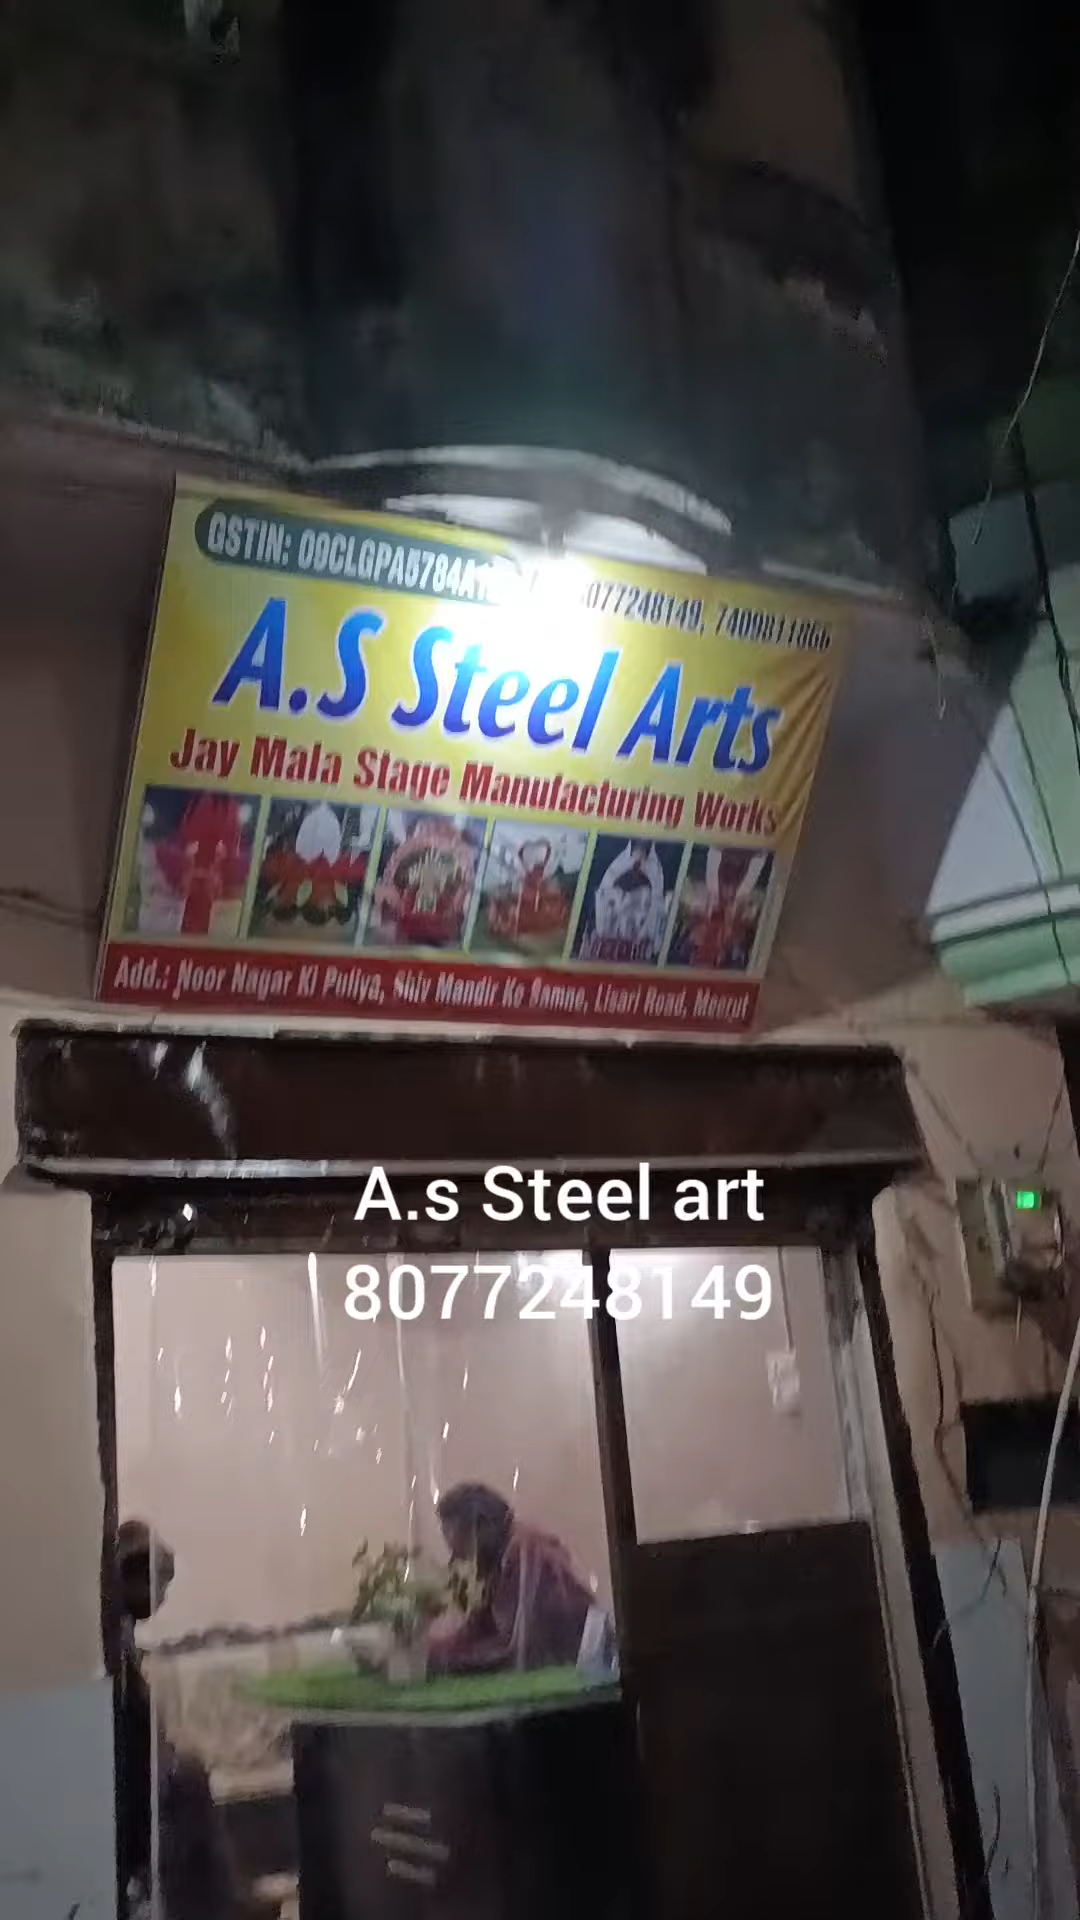 GSTIN: 09CLGPA5784A1 8077248149, 7409811866
A.S Steel Arts
Jay Mala Stage Manufacturing Works
Add.: Noor Nagar Ki Puliya, Shiv Mandir Ke Samne, Lisari Road, Meerut
A.s Steel art
8077248149